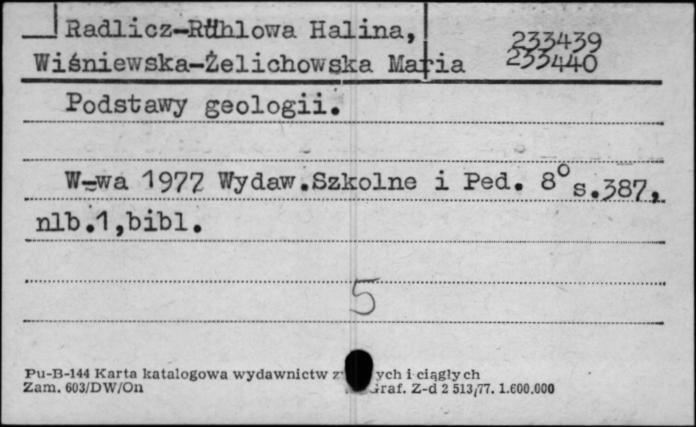 Radlicz-Rühlowa Halina,
233439
Wiśniewska-Żelichowska Maria
233440
Podstawy geologii.
W-wa 1977 Wydaw.Szkolne i Ped. 8° s.387,
nlb.1,bibl.
5
Pu-B-144 Karta katalogowa wydawnictw ych i ciągłych
Zam. 603/DW/On Graf. Z-d 2 513/77. 1.600.000